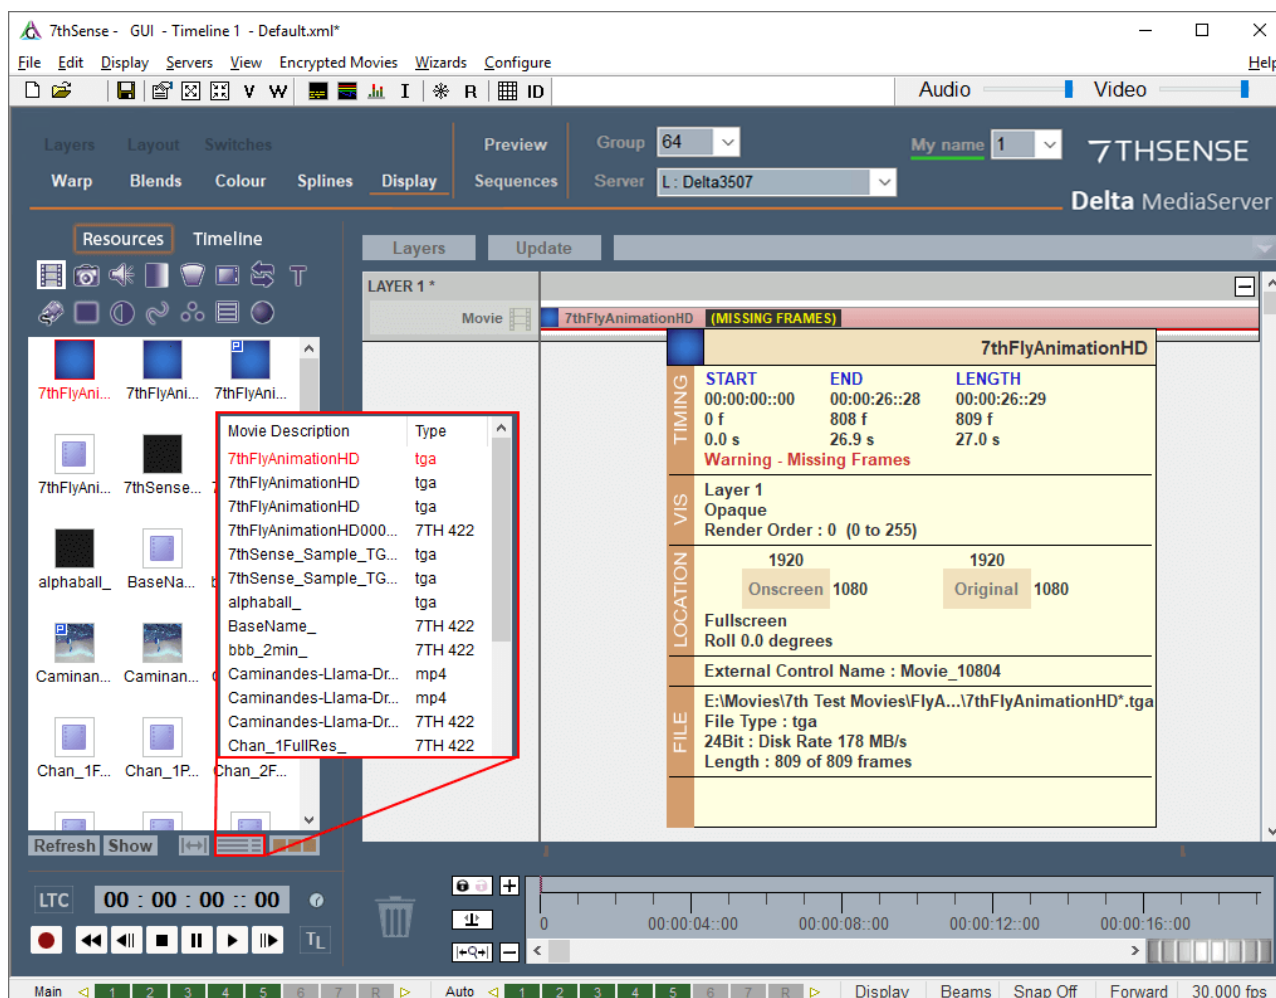 7thSense - GUI - Timeline 1 - Default.xml*
File Edit Display Servers View Encrypted Movies Wizards Configure Help
V W I R ID Audio Video
Layers Layout Switches Preview Group 64 My name 1 7THSENSE
Warp Blends Colour Splines Display Sequences Server L : Delta3507
Delta MediaServer
Resources Timeline
Layers Update
T
LAYER 1 *
Movie 7thFlyAnimationHD (MISSING FRAMES)
7thFlyAni... 7thFlyAni... 7thFlyAni...
7thFlyAni... 7thSense...
alphaball_ BaseNa...
Caminan... Caminan...
Chan_1F... Chan_1P... Chan_2F...
Movie Description Type
7thFlyAnimationHD tga
7thFlyAnimationHD tga
7thFlyAnimationHD tga
7thFlyAnimationHD000... 7TH 422
7thSense_Sample_TG... tga
7thSense_Sample_TG... tga
alphaball_ tga
BaseName_ 7TH 422
bbb_2min_ 7TH 422
Caminandes-Llama-Dr... mp4
Caminandes-Llama-Dr... mp4
Caminandes-Llama-Dr... 7TH 422
Chan_1FullRes_ 7TH 422
7thFlyAnimationHD
TIMING
START END LENGTH
00:00:00::00 00:00:26::28 00:00:26::29
0 f 808 f 809 f
0.0 s 26.9 s 27.0 s
Warning - Missing Frames
VIS
Layer 1
Opaque
Render Order : 0 (0 to 255)
LOCATION
1920 1920
Onscreen 1080 Original 1080
Fullscreen
Roll 0.0 degrees
External Control Name : Movie_10804
FILE
E:\Movies\7th Test Movies\FlyA...\7thFlyAnimationHD*.tga
File Type : tga
24Bit : Disk Rate 178 MB/s
Length : 809 of 809 frames
Refresh Show
LTC 00 : 00 : 00 :: 00
TL
0 00:00:04::00 00:00:08::00 00:00:12::00 00:00:16::00
Main 1 2 3 4 5 6 7 R Auto 1 2 3 4 5 6 7 R Display Beams Snap Off Forward 30.000 fps